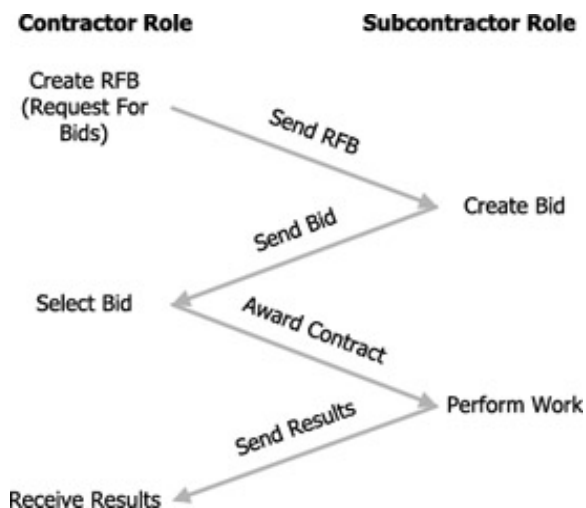 Contractor Role
Subcontractor Role
Create RFB
(Request For
Bids)
Send RFB
Create Bid
Send Bid
Select Bid
Award Contract
Perform Work
Send Results
Receive Results